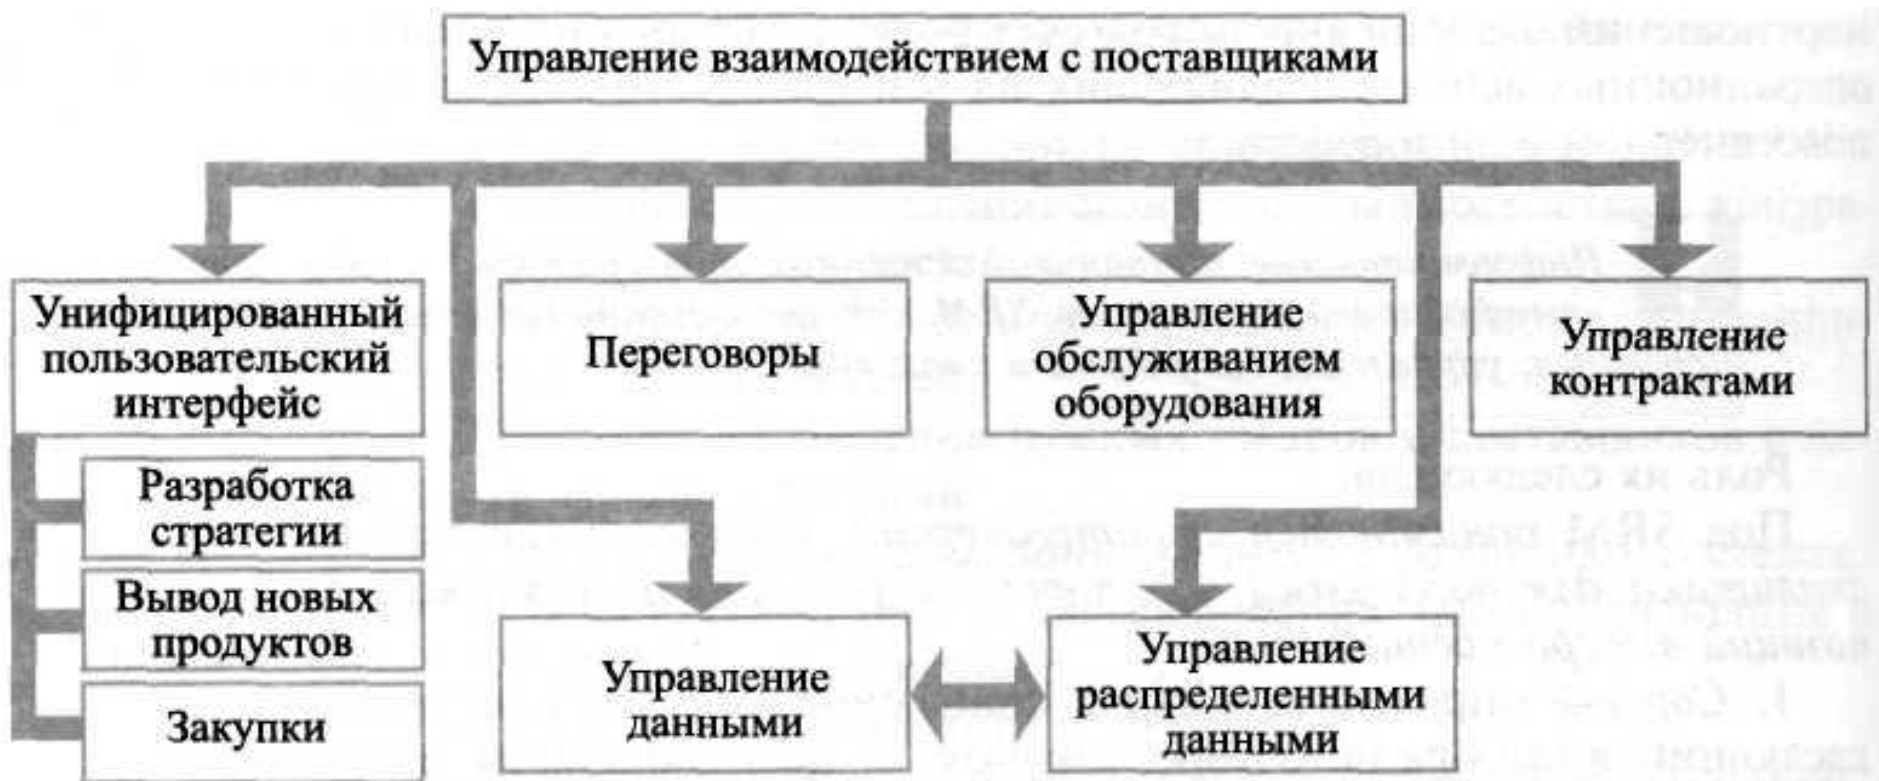 Управление взаимодействием с поставщиками
Унифицированный
пользовательский
интерфейс
Переговоры
Управление
обслуживанием
оборудования
Управление
контрактами
Разработка
стратегии
Вывод новых
продуктов
Закупки
Управление
данными
Управление
распределенными
данными